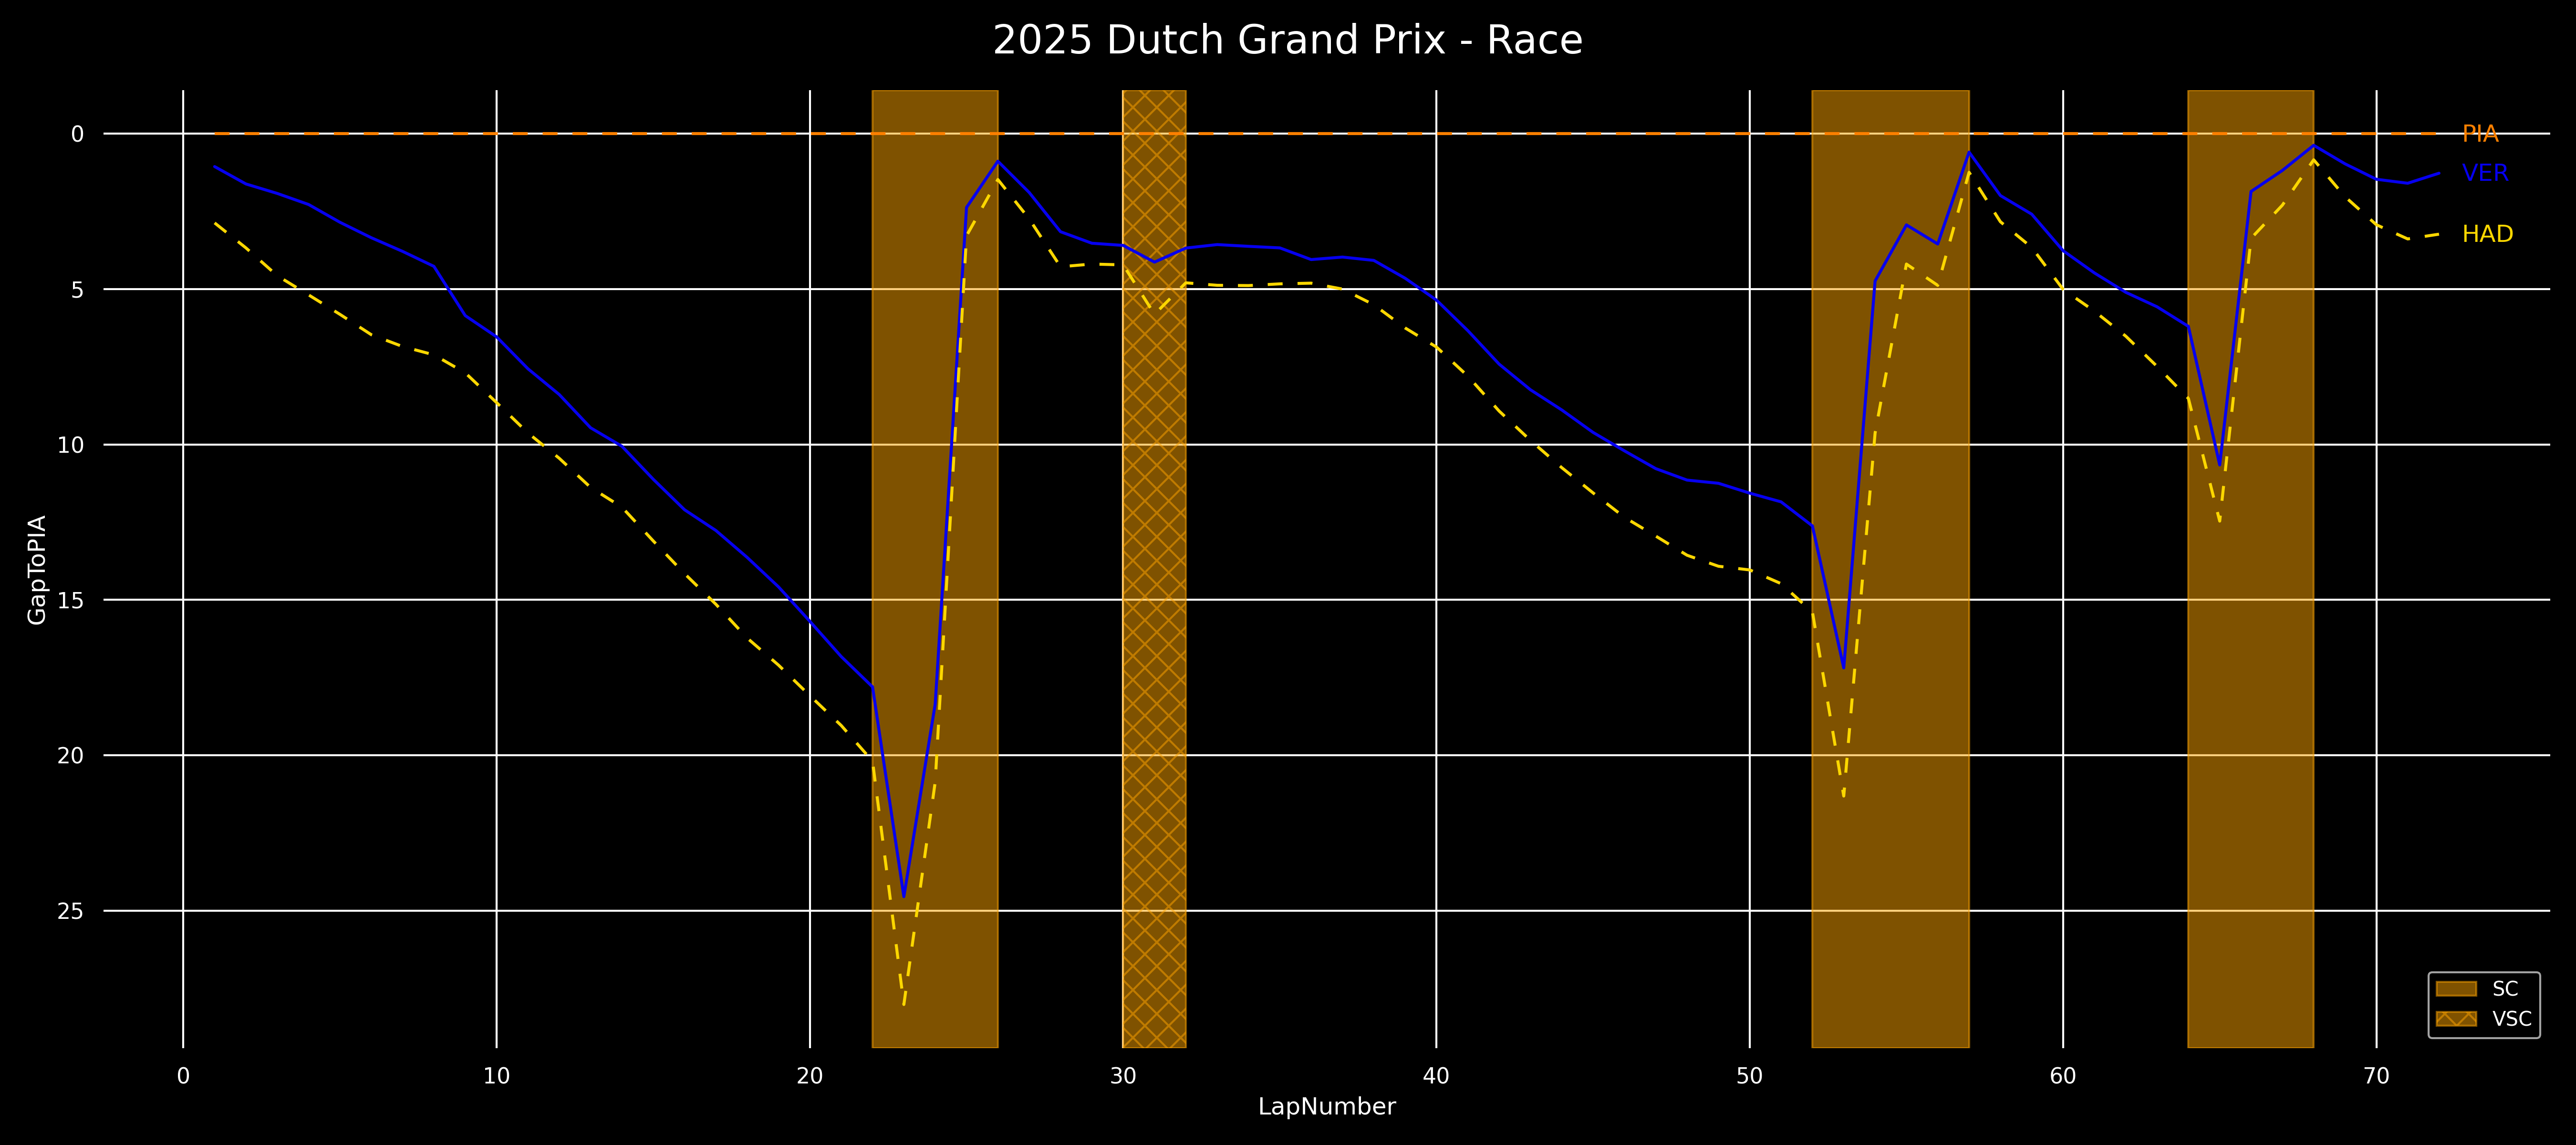 2025 Dutch Grand Prix - Race
GapToPIA
0
5
10
15
20
25
PIA
VER
HAD
SC
VSC
0 10 20 30 40 50 60 70
LapNumber